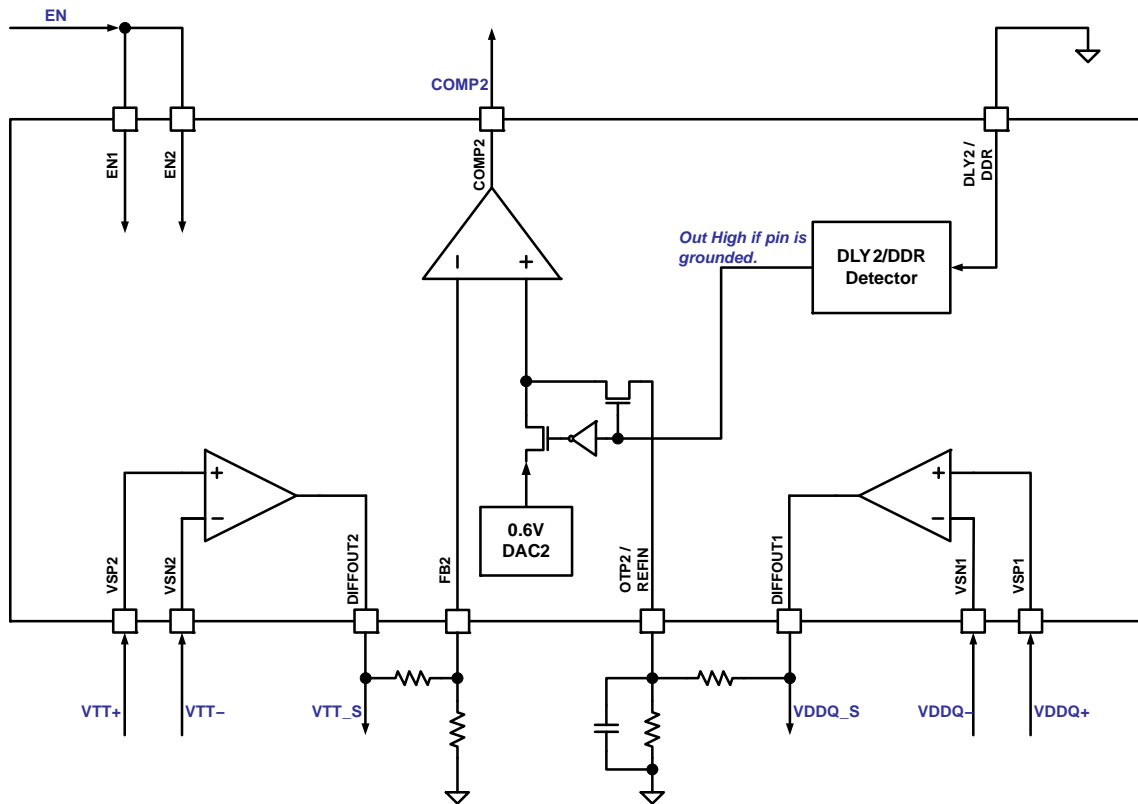 EN
COMP2
EN1
EN2
COMP2
DLY2 /
DDR
Out High if pin is
grounded.
DLY2/DDR
Detector
–
+
+
–
+
–
0.6V
DAC2
VSP2
VSN2
DIFFOUT2
FB2
OTP2 /
REFIN
DIFFOUT1
VSN1
VSP1
VTT+
VTT–
VTT_S
VDDQ_S
VDDQ–
VDDQ+